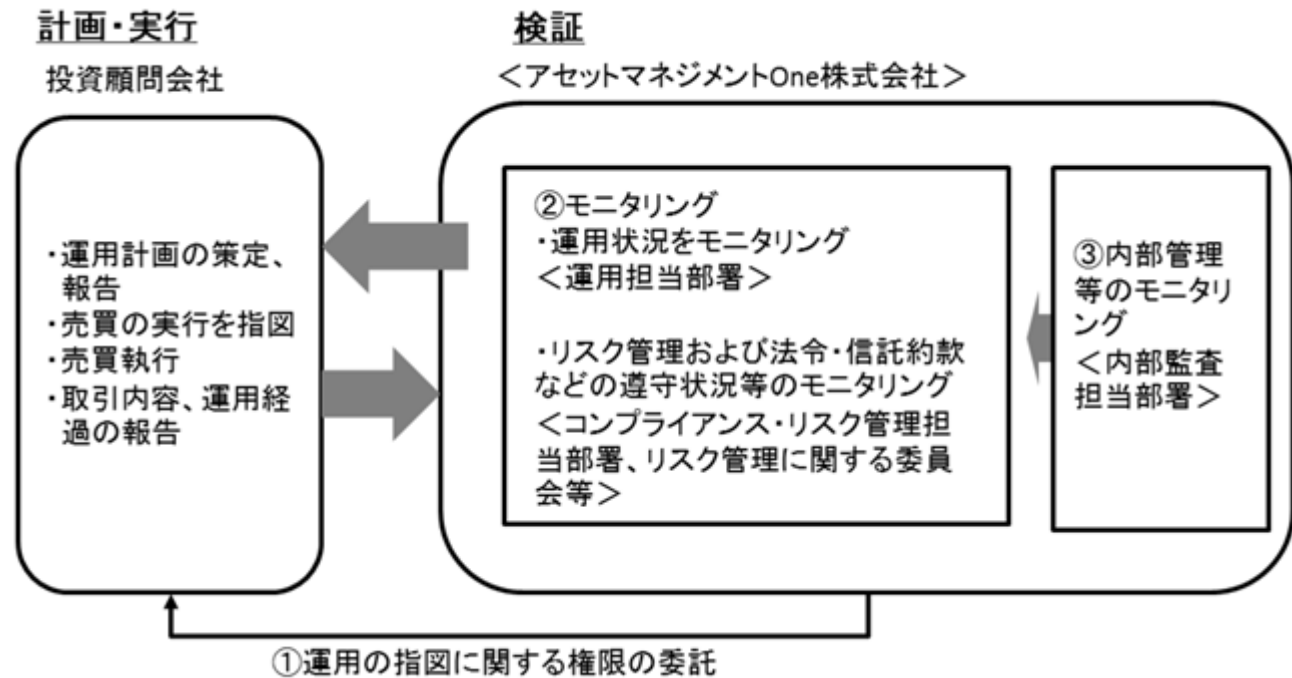 計画・実行
投資顧問会社
・運用計画の策定、
報告
・売買の実行を指図
・売買執行
・取引内容、運用経
過の報告
検証
＜アセットマネジメントOne株式会社＞
②モニタリング
・運用状況をモニタリング
＜運用担当部署＞
・リスク管理および法令・信託約款
などの遵守状況等のモニタリング
＜コンプライアンス・リスク管理担
当部署、リスク管理に関する委員
会等＞
③内部管理
等のモニタリ
ング
＜内部監査
担当部署＞
①運用の指図に関する権限の委託